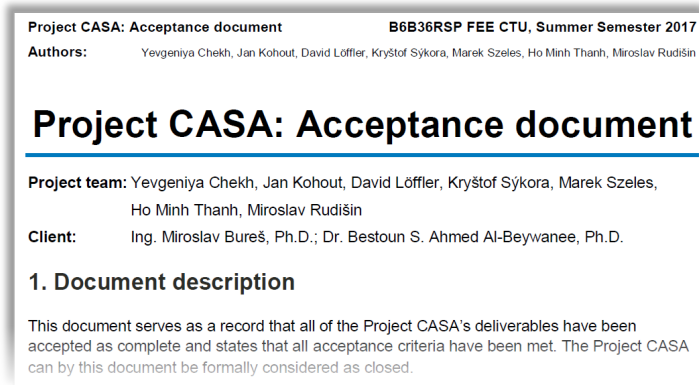 Project CASA: Acceptance document B6B36RSP FEE CTU, Summer Semester 2017
Authors: Yevgeniya Chekh, Jan Kohout, David Löffler, Kryštof Sýkora, Marek Szeles, Ho Minh Thanh, Miroslav Rudišin
Project CASA: Acceptance document
Project team: Yevgeniya Chekh, Jan Kohout, David Löffler, Kryštof Sýkora, Marek Szeles,
Ho Minh Thanh, Miroslav Rudišin
Client: Ing. Miroslav Bureš, Ph.D.; Dr. Bestoun S. Ahmed Al-Beywanee, Ph.D.
1. Document description
This document serves as a record that all of the Project CASA's deliverables have been
accepted as complete and states that all acceptance criteria have been met. The Project CASA
can by this document be formally considered as closed.